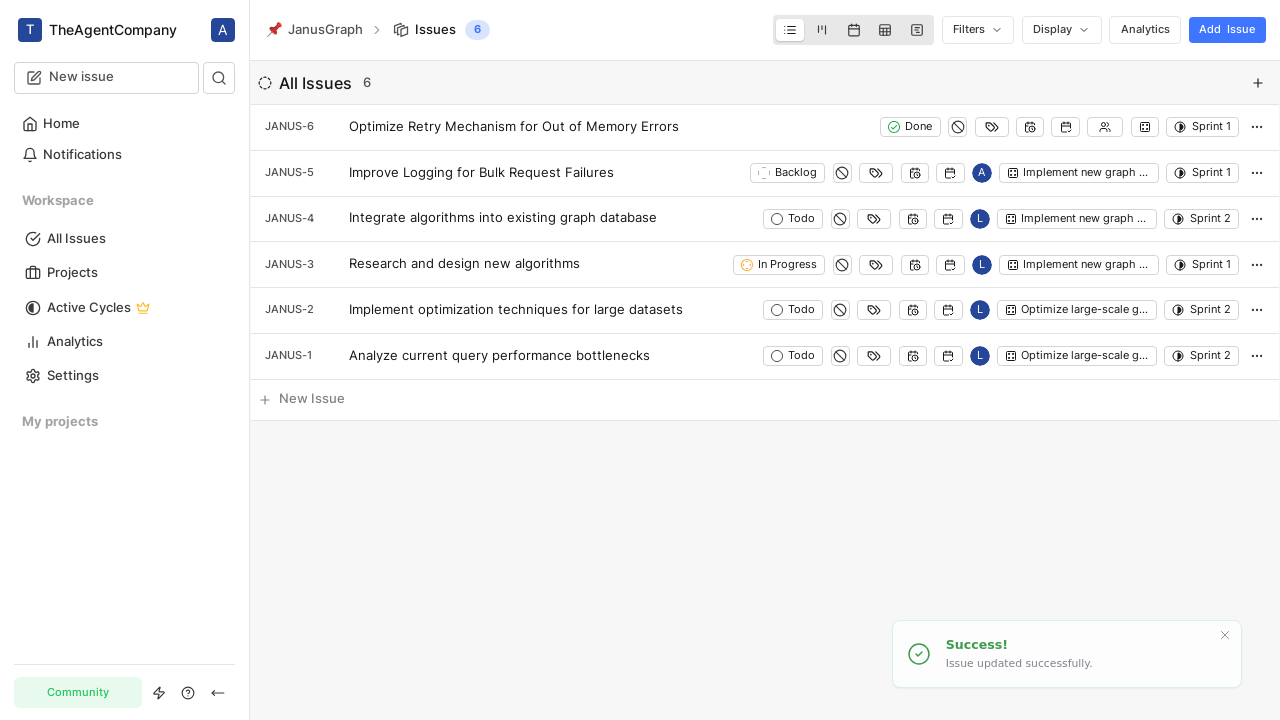 T TheAgentCompany A
New issue
Home
Notifications
Workspace
All Issues
Projects
Active Cycles
Analytics
Settings
My projects
Community
JanusGraph Issues 6
Filters Display Analytics Add Issue
All Issues 6
JANUS-6 Optimize Retry Mechanism for Out of Memory Errors Done Sprint 1
JANUS-5 Improve Logging for Bulk Request Failures Backlog A Implement new graph ... Sprint 1
JANUS-4 Integrate algorithms into existing graph database Todo L Implement new graph ... Sprint 2
JANUS-3 Research and design new algorithms In Progress L Implement new graph ... Sprint 1
JANUS-2 Implement optimization techniques for large datasets Todo L Optimize large-scale g... Sprint 2
JANUS-1 Analyze current query performance bottlenecks Todo L Optimize large-scale g... Sprint 2
New Issue
Success!
Issue updated successfully.